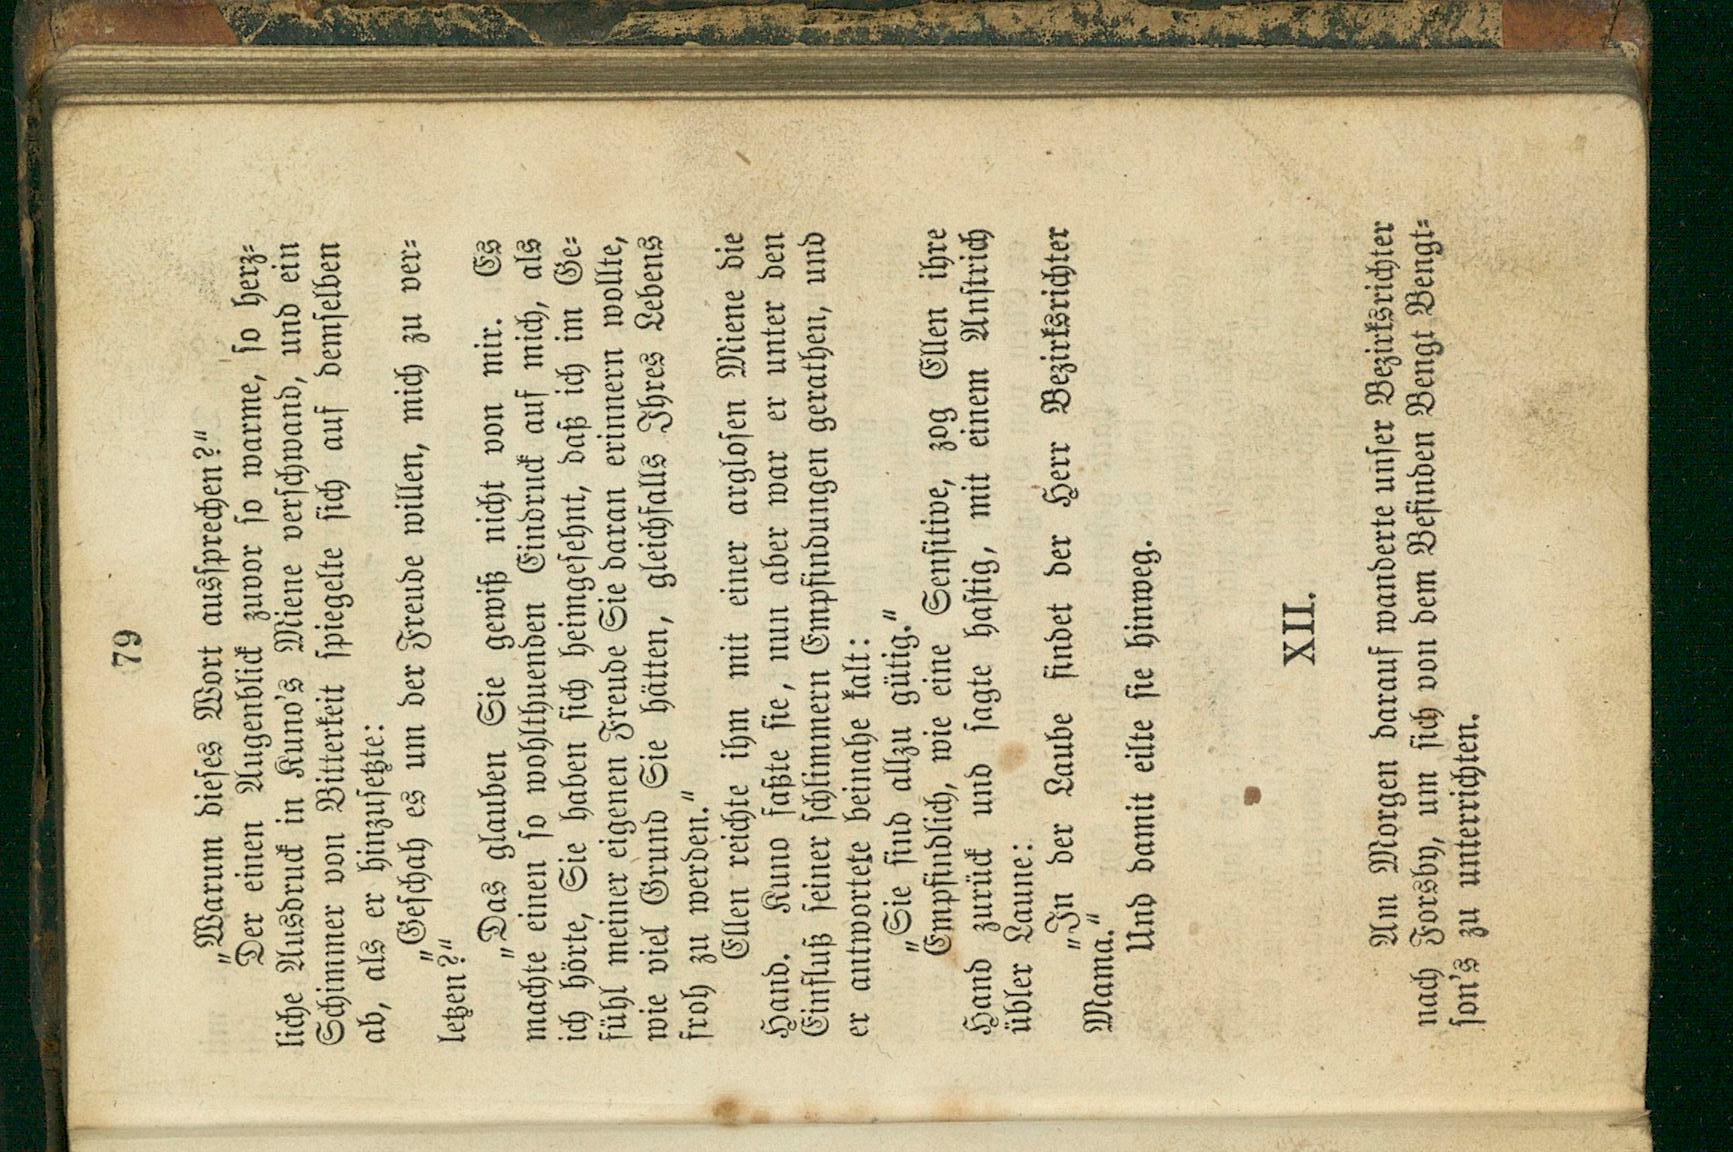 79
„Warum dieses Wort aussprechen?“
Der einen Augenblick zuvor so warme, so herz-
liche Ausdruck in Kuno's Miene verschwand, und ein
Schimmer von Bitterkeit spiegelte sich auf demselben
ab, als er hinzusetzte:
„Geschah es um der Freude willen, mich zu ver-
letzen?“
„Das glauben Sie gewiß nicht von mir. Es
machte einen so wohlthuenden Eindruck auf mich, als
ich hörte, Sie haben sich heimgesehnt, daß ich im Ge-
fühl meiner eigenen Freude Sie daran erinnern wollte,
wie viel Grund Sie hätten, gleichfalls Ihres Lebens
froh zu werden.“
Ellen reichte ihm mit einer arglosen Miene die
Hand. Kuno faßte sie, nun aber war er unter den
Einfluß seiner schlimmern Empfindungen gerathen, und
er antwortete beinahe kalt:
„Sie sind allzu gütig.“
Empfindlich, wie eine Sensitive, zog Ellen ihre
Hand zurück und sagte hastig, mit einem Anstrich
übler Laune:
„In der Laube findet der Herr Bezirksrichter
Mama.“
Und damit eilte sie hinweg.
XII.
Am Morgen darauf wanderte unser Bezirksrichter
nach Forsby, um sich von dem Befinden Bengt Bengt-
son's zu unterrichten.